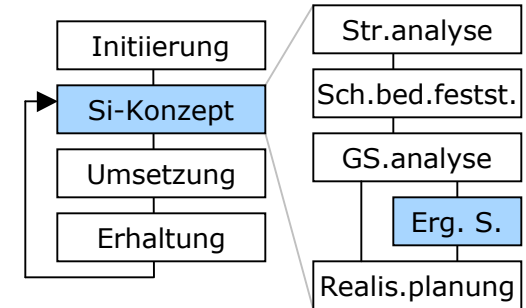 Initiierung
Si-Konzept
Umsetzung
Erhaltung
Str.analyse
Sch.bed.festst.
GS.analyse
Erg. S.
Realis.planung